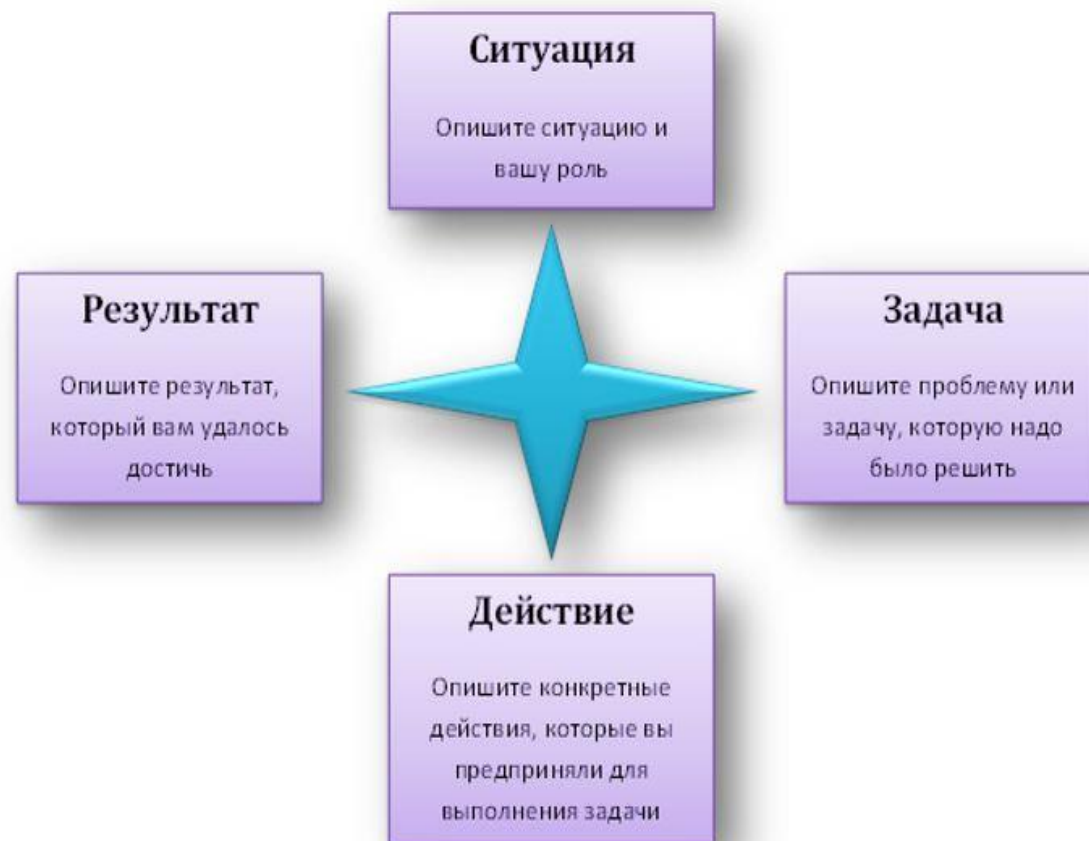 Ситуация
Опишите ситуацию и
вашу роль
Результат
Опишите результат,
который вам удалось
достичь
Задача
Опишите проблему или
задачу, которую надо
было решить
Действие
Опишите конкретные
действия, которые вы
предприняли для
выполнения задачи